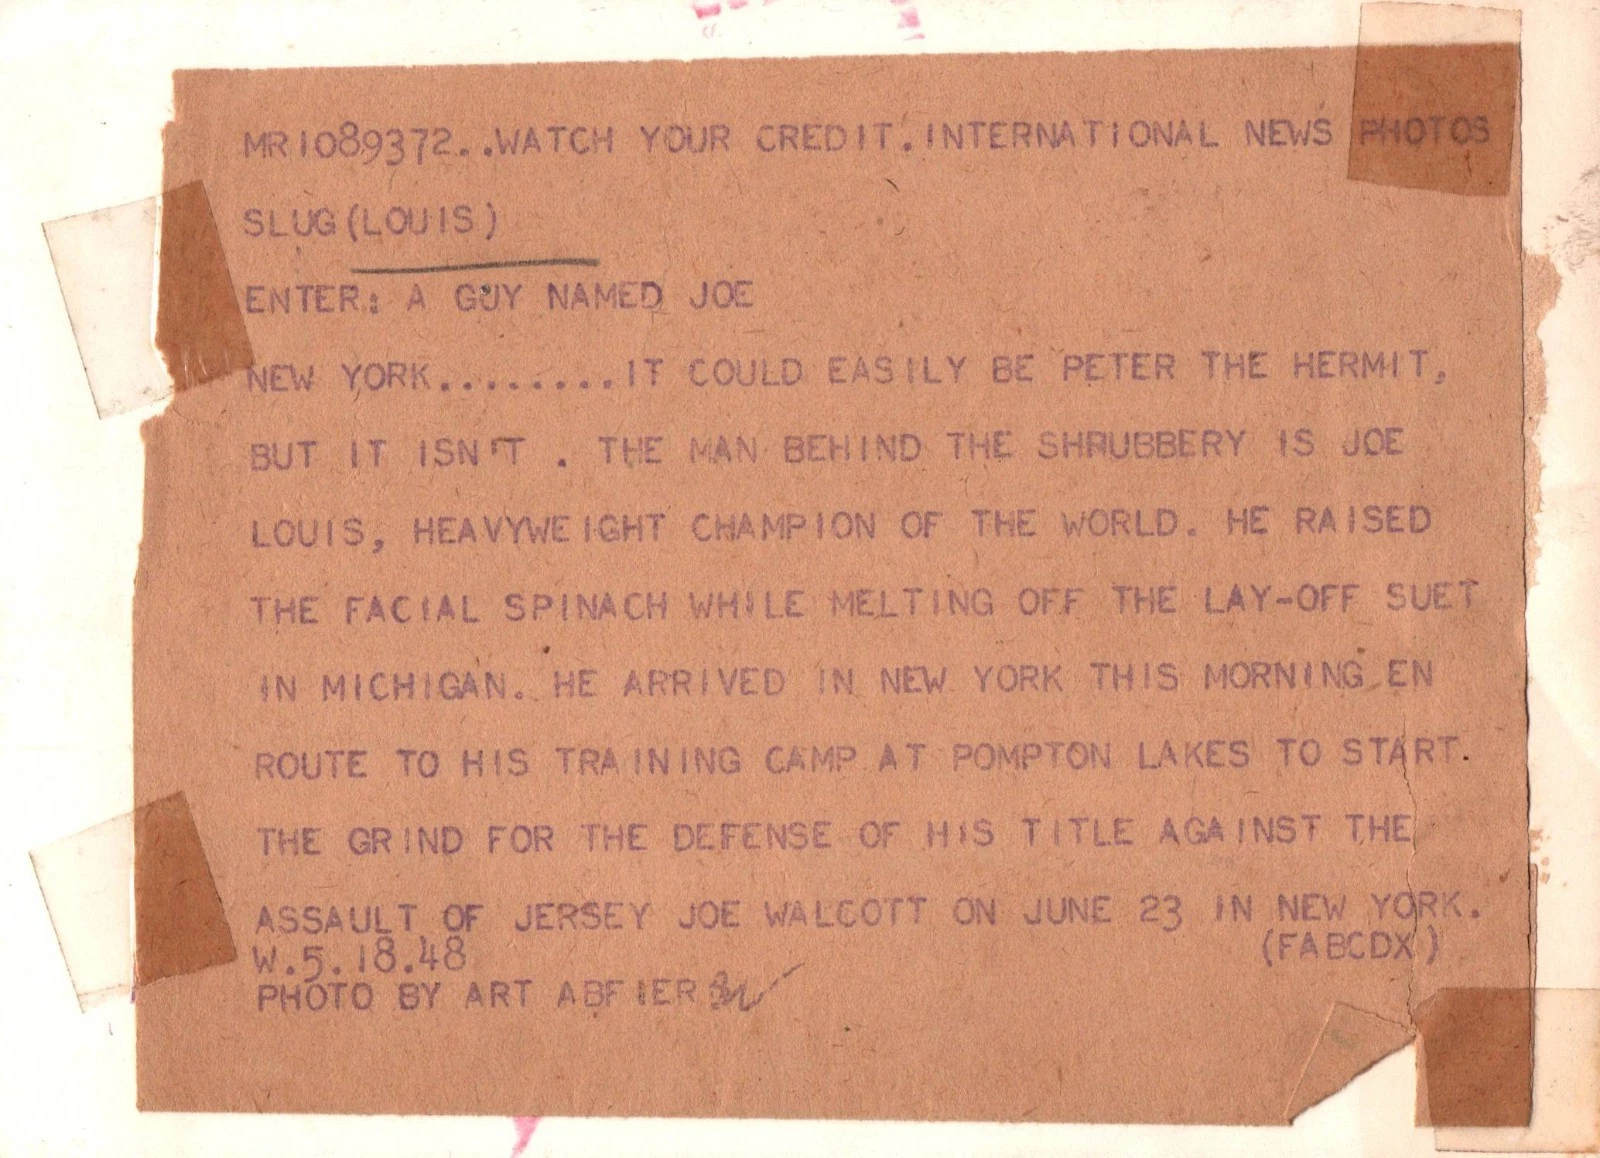 MR1089372..WATCH YOUR CREDIT.INTERNATIONAL NEWS PHOTOS
SLUG(LOUIS)
ENTER: A GUY NAMED JOE
NEW YORK........IT COULD EASILY BE PETER THE HERMIT,
BUT IT ISN'T . THE MAN BEHIND THE SHRUBBERY IS JOE
LOUIS, HEAVYWEIGHT CHAMPION OF THE WORLD. HE RAISED
THE FACIAL SPINACH WHILE MELTING OFF THE LAY-OFF SUET
IN MICHIGAN. HE ARRIVED IN NEW YORK THIS MORNING EN
ROUTE TO HIS TRAINING CAMP AT POMPTON LAKES TO START.
THE GRIND FOR THE DEFENSE OF HIS TITLE AGAINST THE
ASSAULT OF JERSEY JOE WALCOTT ON JUNE 23 IN NEW YORK.
W.5.18.48 (FABCDX)
PHOTO BY ART ABFIER